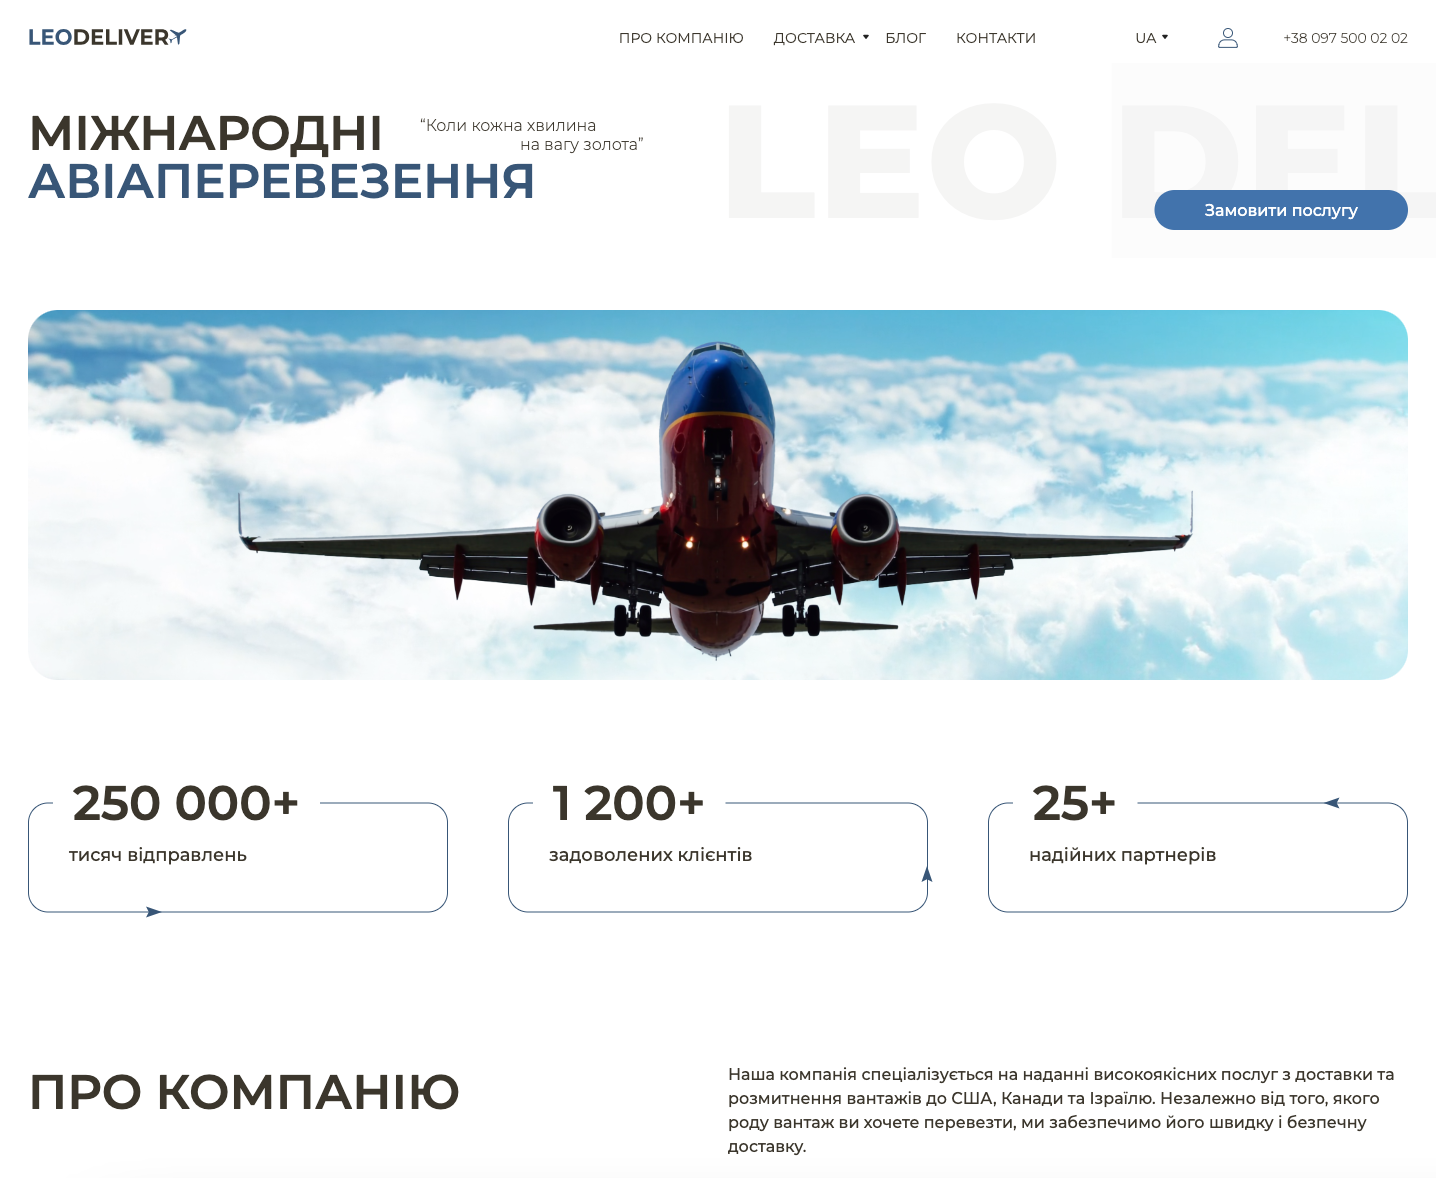 LEODELIVERY
ПРО КОМПАНІЮ ДОСТАВКА БЛОГ КОНТАКТИ UA +38 097 500 02 02
МІЖНАРОДНІ
АВІАПЕРЕВЕЗЕННЯ
“Коли кожна хвилина
на вагу золота”
LEO DEL
Замовити послугу
250 000+
тисяч відправлень
1 200+
задоволених клієнтів
25+
надійних партнерів
ПРО КОМПАНІЮ
Наша компанія спеціалізується на наданні високоякісних послуг з доставки та
розмитнення вантажів до США, Канади та Ізраїлю. Незалежно від того, якого
роду вантаж ви хочете перевезти, ми забезпечимо його швидку і безпечну
доставку.